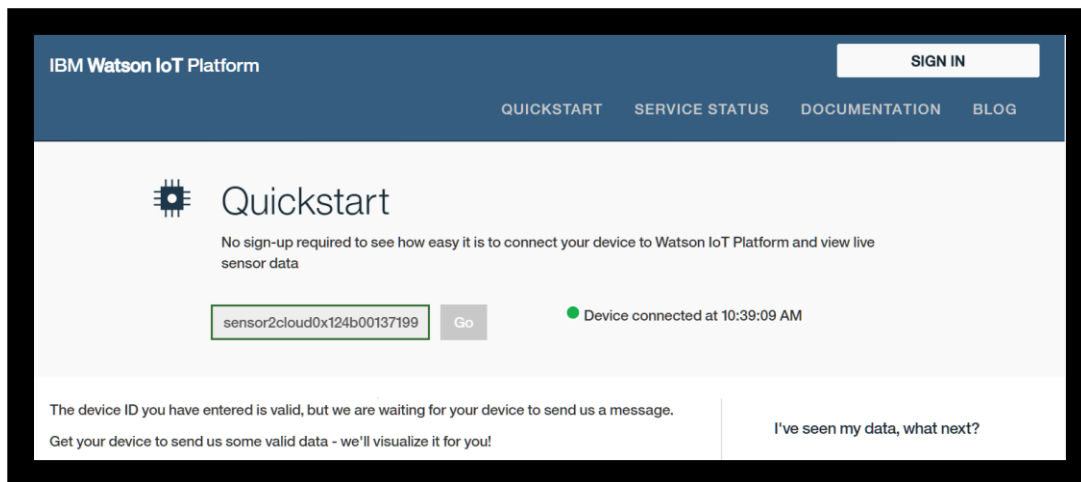 IBM Watson IoT Platform
SIGN IN
QUICKSTART SERVICE STATUS DOCUMENTATION BLOG
Quickstart
No sign-up required to see how easy it is to connect your device to Watson IoT Platform and view live
sensor data
sensor2cloud0x124b00137199
Go
Device connected at 10:39:09 AM
The device ID you have entered is valid, but we are waiting for your device to send us a message.
Get your device to send us some valid data - we'll visualize it for you!
I've seen my data, what next?